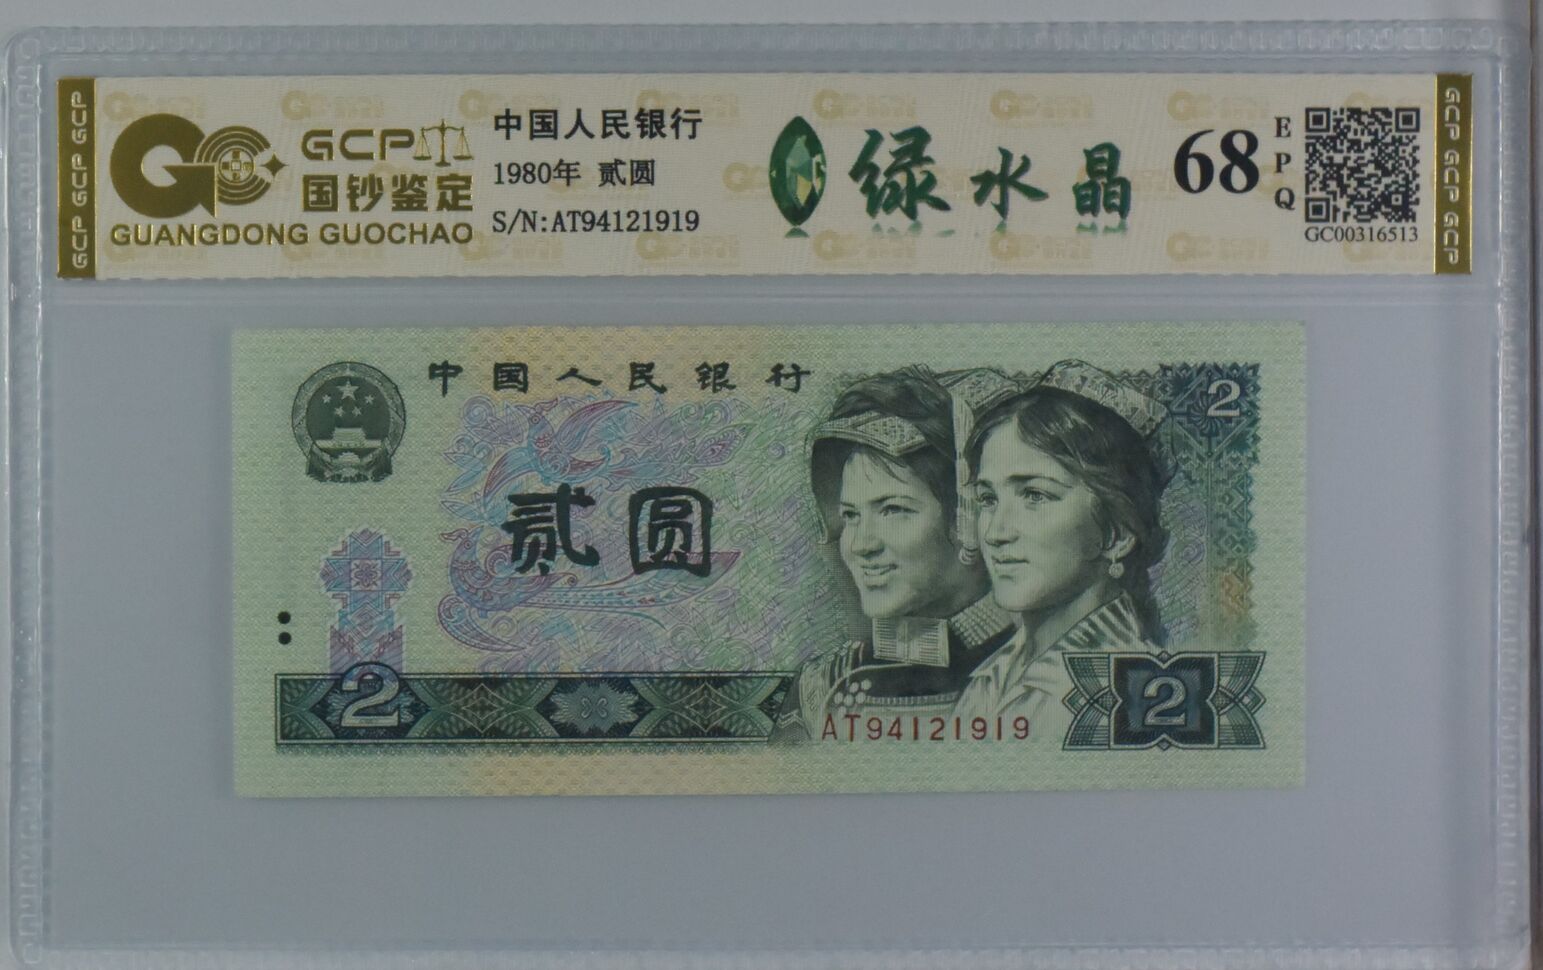 GCP GCP GCP
GCP
国钞鉴定
GUANGDONG GUOCHAO
中国人民银行
1980年 贰圆
S/N:AT94121919
绿水晶
68
EPQ
GC00316513
GCP GCP GCP
中国人民银行
2
贰圆
2
AT94121919
2